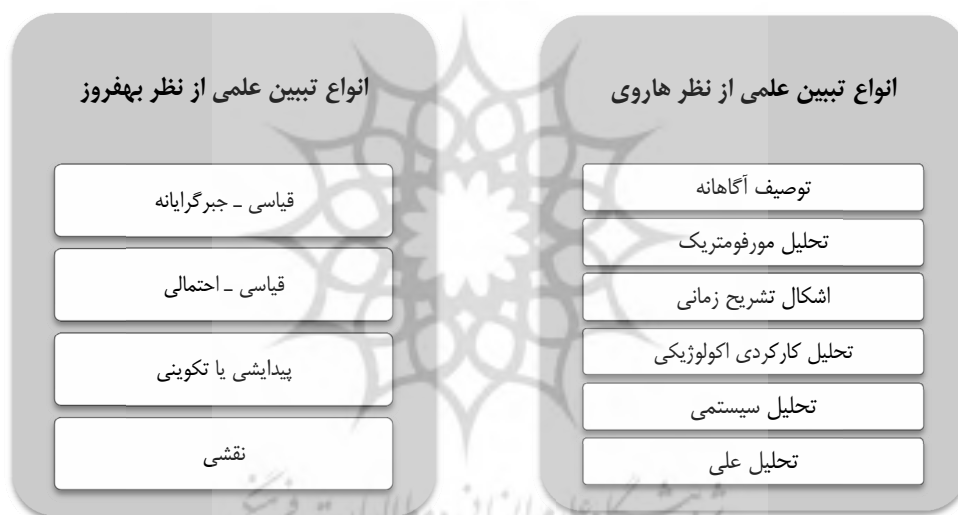 انواع تبیین علمی از نظر هاروی
توصیف آگاهانه
تحلیل مورفومتریک
اشکال تشریح زمانی
تحلیل کارکردی اکولوژیکی
تحلیل سیستمی
تحلیل علی
انواع تبیین علمی از نظر بهفروز
قیاسی ـ جبرگرایانه
قیاسی ـ احتمالی
پیدایشی یا تکوینی
نقشی